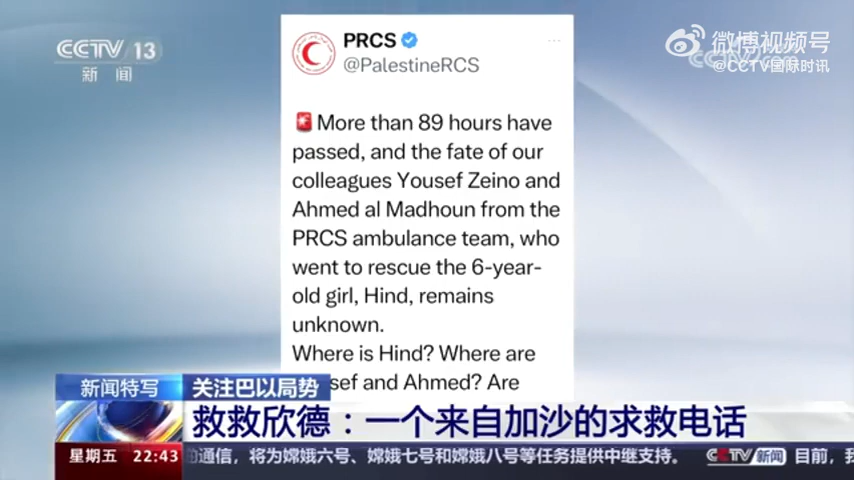 CCTV 13
新闻
微博视频号
@CCTV国际时讯
PRCS
@PalestineRCS
🚨More than 89 hours have
passed, and the fate of our
colleagues Yousef Zeino and
Ahmed al Madhoun from the
PRCS ambulance team, who
went to rescue the 6-year-
old girl, Hind, remains
unknown.
Where is Hind? Where are
sef and Ahmed? Are
新闻特写
关注巴以局势
救救欣德：一个来自加沙的求救电话
星期五 22:43
通信，将为嫦娥六号、嫦娥七号和嫦娥八号等任务提供中继支持。 CCTV新闻 目前，